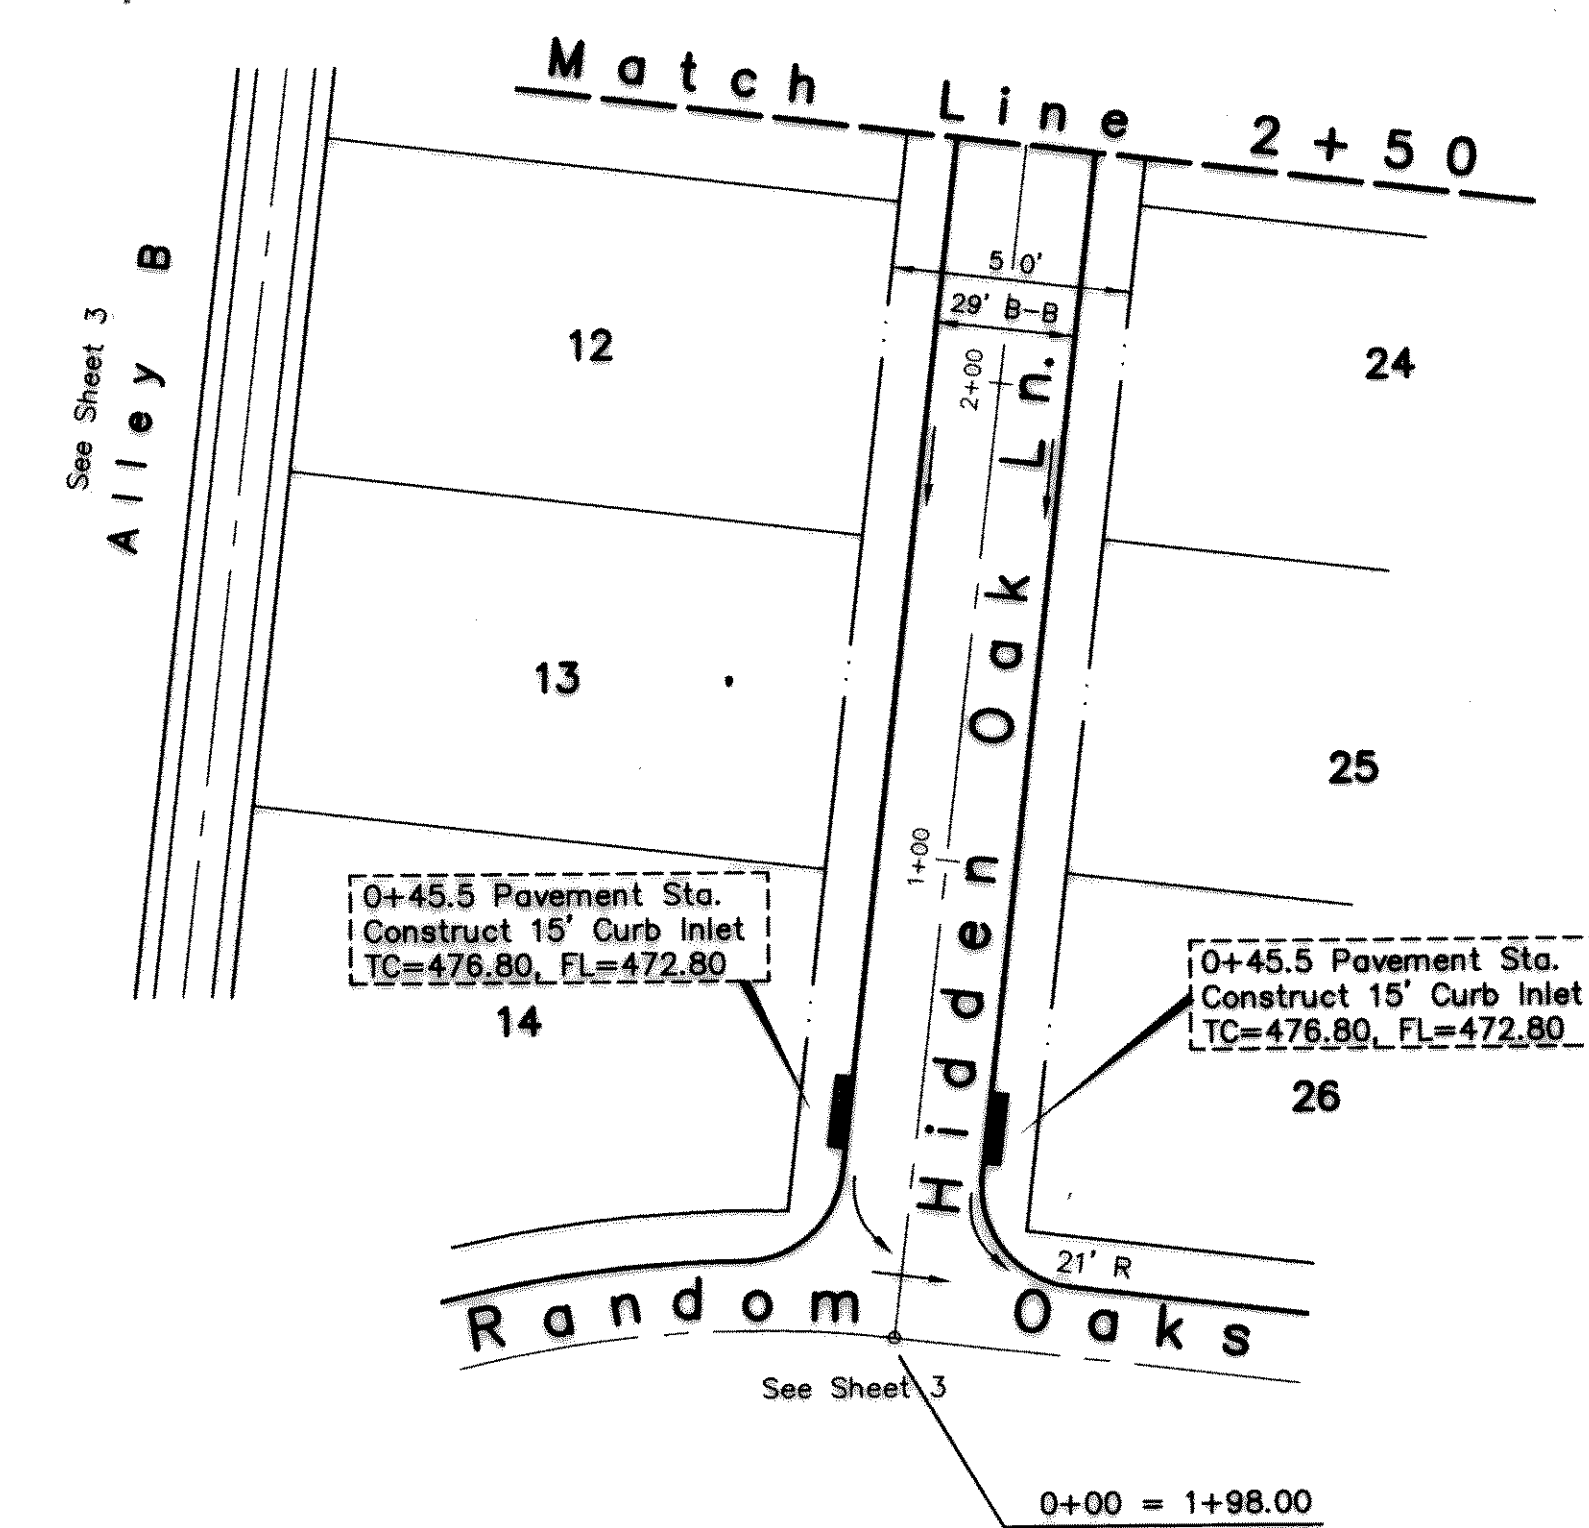 Match Line 2+50
50'
29' B-B
12
24
2+00
See Sheet 3
Alley B
Hidden Oak Ln.
13
25
1+00
0+45.5 Pavement Sta.
Construct 15' Curb Inlet
TC=476.80, FL=472.80
14
0+45.5 Pavement Sta.
Construct 15' Curb Inlet
TC=476.80, FL=472.80
26
21' R
Random Oaks
See Sheet 3
0+00 = 1+98.00